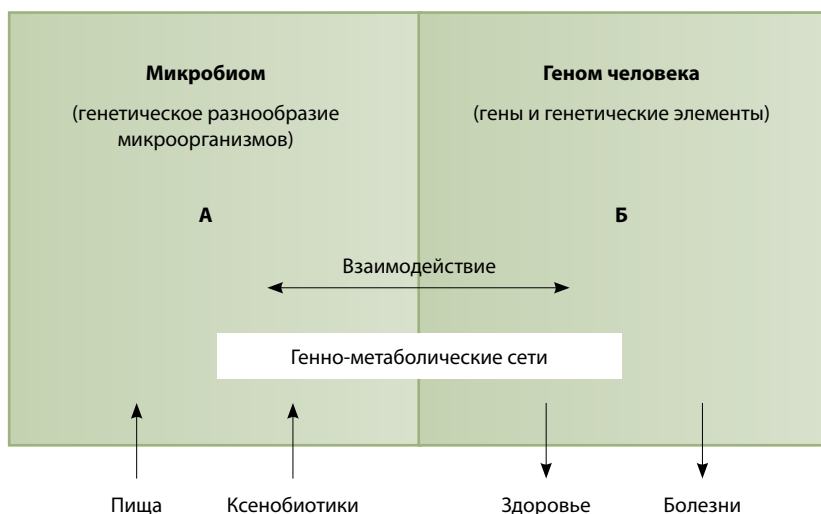 Микробиом
(генетическое разнообразие
микроорганизмов)
А
Геном человека
(гены и генетические элементы)
Б
Взаимодействие
Генно-метаболические сети
Пища
Ксенобиотики
Здоровье
Болезни